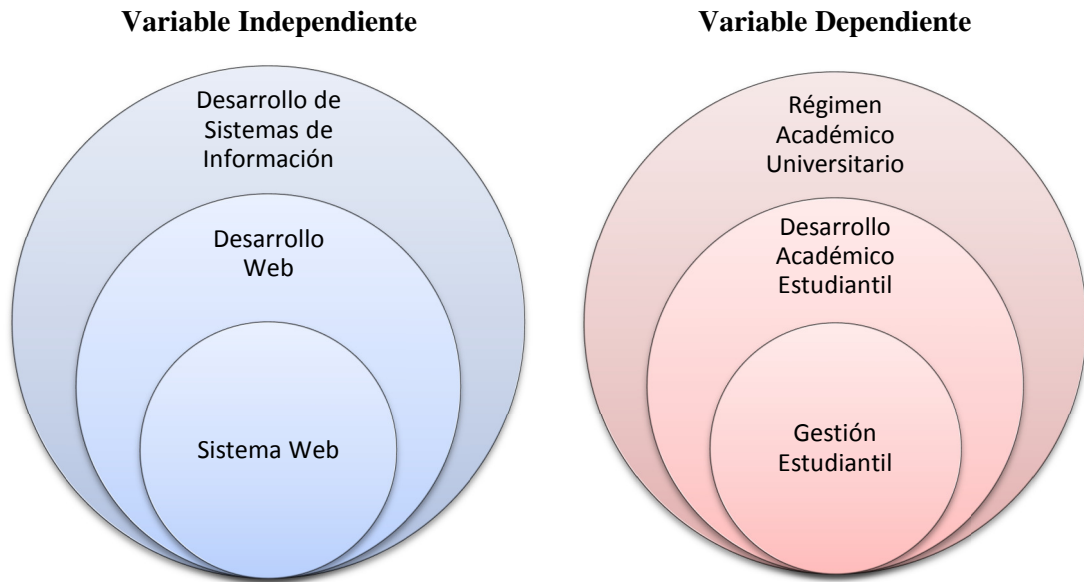 Variable Independiente
Desarrollo de
Sistemas de
Información
Desarrollo
Web
Sistema Web
Variable Dependiente
Régimen
Académico
Universitario
Desarrollo
Académico
Estudiantil
Gestión
Estudiantil